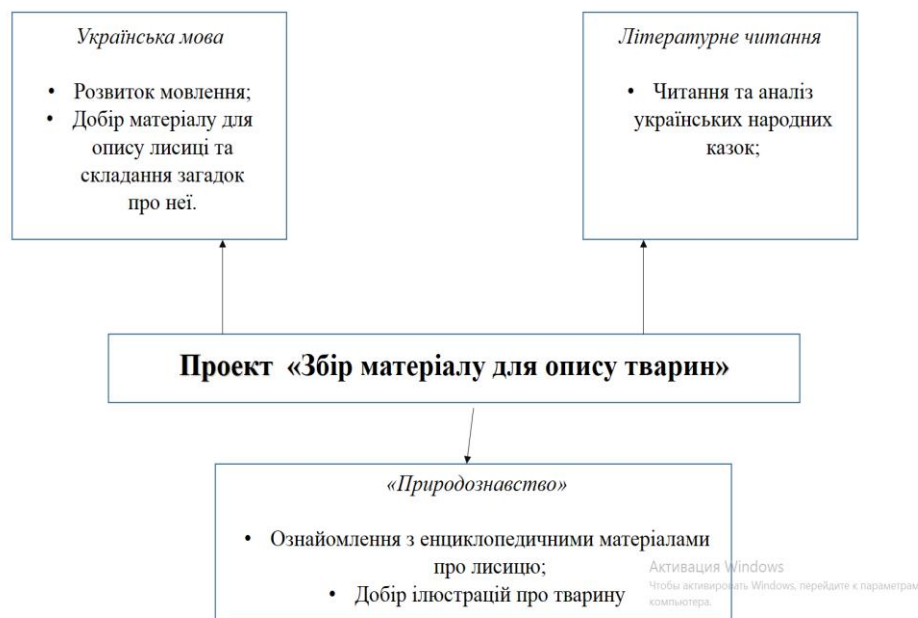 Українська мова
• Розвиток мовлення;
• Добір матеріалу для
опису лисиці та
складання загадок
про неї.
Літературне читання
• Читання та аналіз
українських народних
казок;
Проект «Збір матеріалу для опису тварин»
«Природознавство»
• Ознайомлення з енциклопедичними матеріалами
про лисицю;
• Добір ілюстрацій про тварину
Активация Windows
Чтобы активировать Windows, перейдите к параметрам
компьютера.